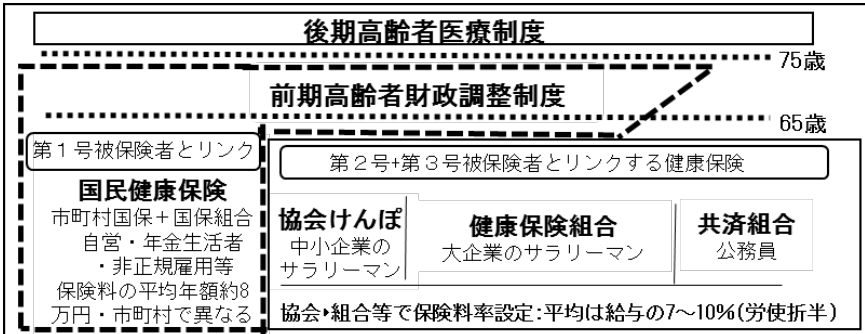 後期高齢者医療制度
75歳
前期高齢者財政調整制度
65歳
第1号被保険者とリンク
国民健康保険
市町村国保+国保組合
自営・年金生活者
・非正規雇用等
保険料の平均年額約8
万円・市町村で異なる
第2号+第3号被保険者とリンクする健康保険
協会けんぽ
中小企業の
サラリーマン
健康保険組合
大企業のサラリーマン
共済組合
公務員
協会・組合等で保険料率設定:平均は給与の7〜10%(労使折半)